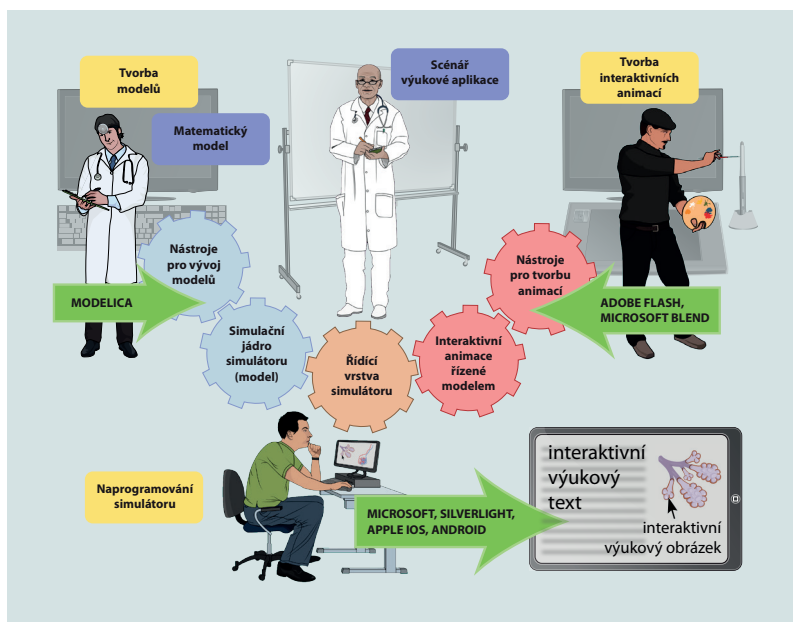 Tvorba
modelů
Matematický
model
Scénář
výukové aplikace
Tvorba
interaktivních
animací
Nástroje
pro vývoj
modelů
MODELICA
Simulační
jádro
simulátoru
(model)
Řídící
vrstva
simulátoru
Interaktivní
animace
řízené
modelem
Nástroje
pro tvorbu
animací
ADOBE FLASH,
MICROSOFT BLEND
Naprogramování
simulátoru
MICROSOFT, SILVERLIGHT,
APPLE IOS, ANDROID
interaktivní
výukový
text
interaktivní
výukový obrázek